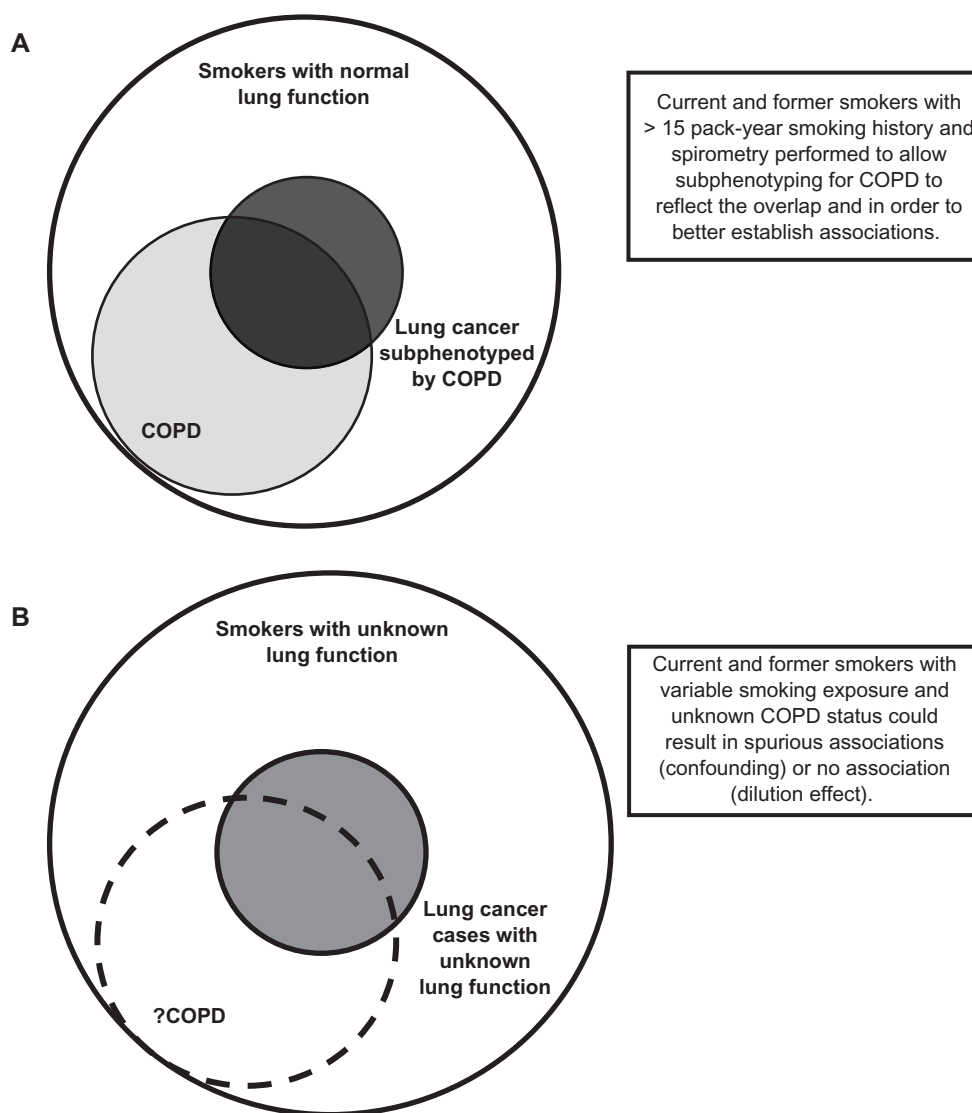 A
Smokers with normal
lung function
Current and former smokers with
> 15 pack-year smoking history and
spirometry performed to allow
subphenotyping for COPD to
reflect the overlap and in order to
better establish associations.
Lung cancer
subphenotyped
by COPD
COPD
B
Smokers with unknown
lung function
Current and former smokers with
variable smoking exposure and
unknown COPD status could
result in spurious associations
(confounding) or no association
(dilution effect).
Lung cancer
cases with
unknown
lung function
?COPD